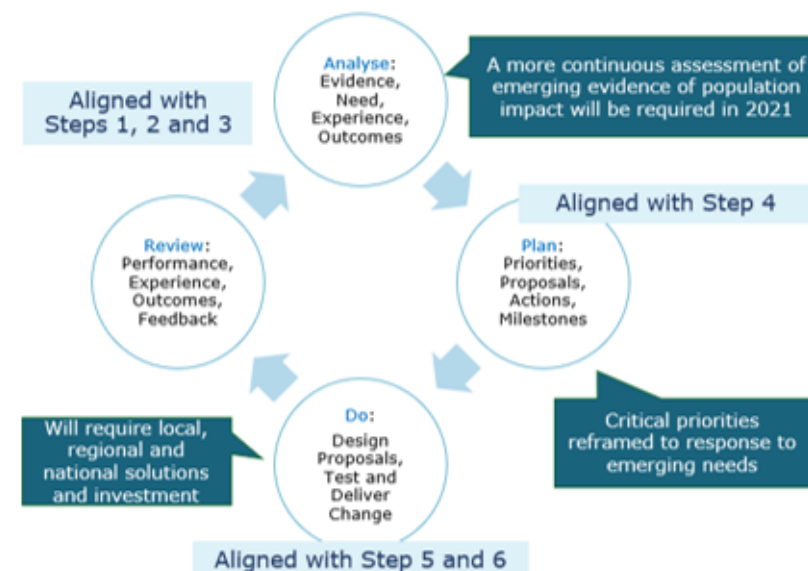 Analyse:
Evidence,
Need,
Experience,
Outcomes
A more continuous assessment of
emerging evidence of population
impact will be required in 2021
Aligned with
Steps 1, 2 and 3
Aligned with Step 4
Review:
Performance,
Experience,
Outcomes,
Feedback
Plan:
Priorities,
Proposals,
Actions,
Milestones
Do:
Design
Proposals,
Test and
Deliver
Change
Will require local,
regional and
national solutions
and investment
Critical priorities
reframed to response to
emerging needs
Aligned with Step 5 and 6